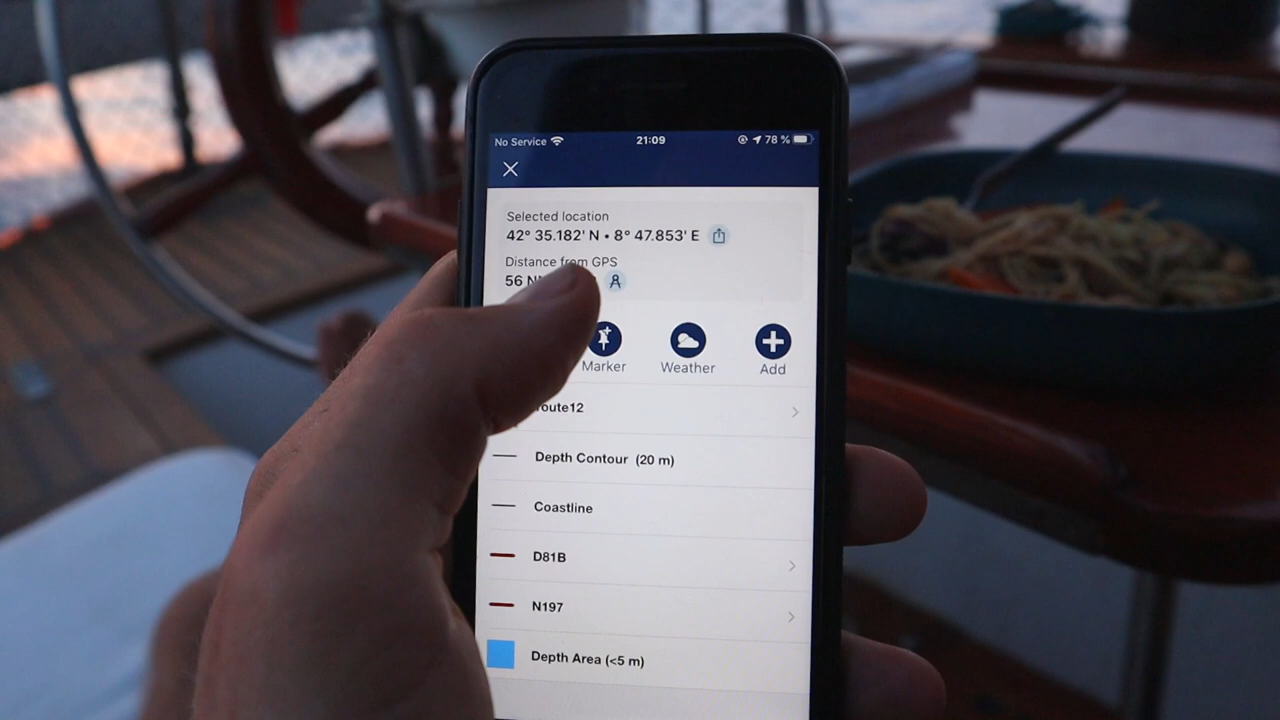 No Service 21:09 78 %
Selected location
42° 35.182' N • 8° 47.853' E
Distance from GPS
56
Marker Weather Add
route12
Depth Contour (20 m)
Coastline
D81B
N197
Depth Area (<5 m)